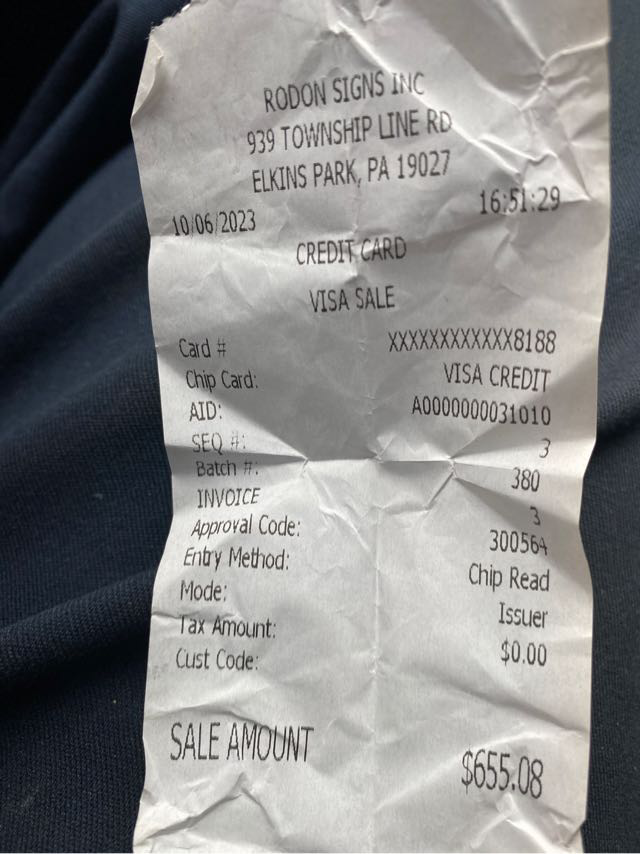 RODON SIGNS INC
939 TOWNSHIP LINE RD
ELKINS PARK, PA 19027
10/06/2023 16:51:29
CREDIT CARD
VISA SALE
Card # XXXXXXXXXXXX8188
Chip Card: VISA CREDIT
AID: A0000000031010
SEQ #: 3
Batch #: 380
INVOICE 3
Approval Code: 300564
Entry Method: Chip Read
Mode: Issuer
Tax Amount: $0.00
Cust Code:
SALE AMOUNT $655.08